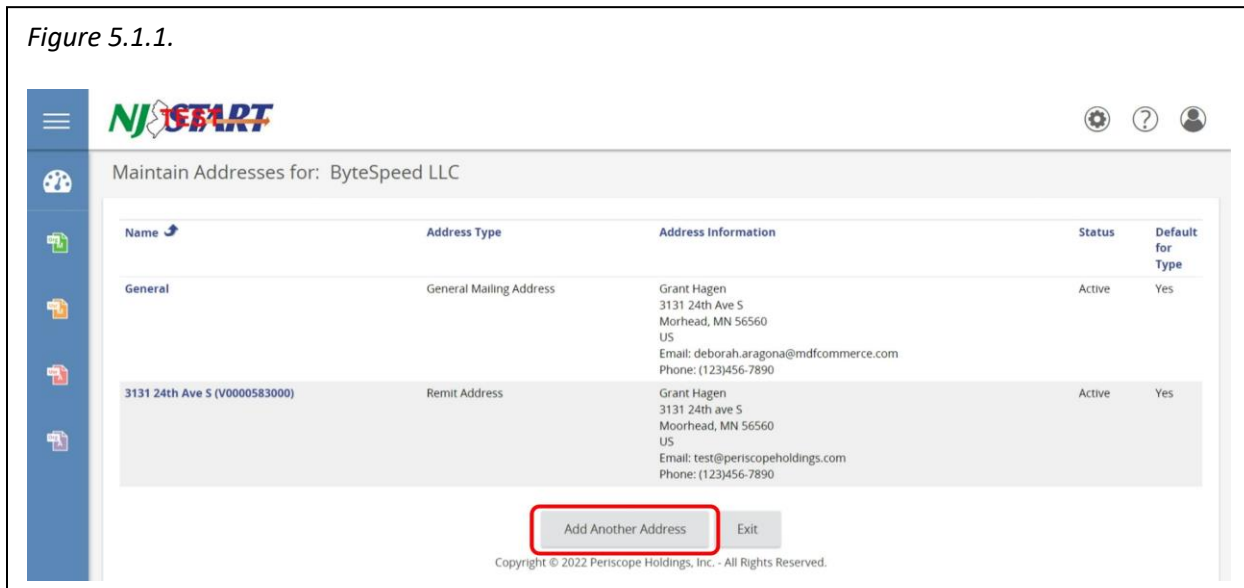 Figure 5.1.1.
NJSTART
TEST
Maintain Addresses for: ByteSpeed LLC
Name Address Type Address Information Status Default for Type
General General Mailing Address Grant Hagen Active Yes
3131 24th Ave S
Morhead, MN 56560
US
Email: deborah.aragona@mdfcommerce.com
Phone: (123)456-7890
3131 24th Ave S (V0000583000) Remit Address Grant Hagen Active Yes
3131 24th ave S
Moorhead, MN 56560
US
Email: test@periscopeholdings.com
Phone: (123)456-7890
Add Another Address Exit
Copyright © 2022 Periscope Holdings, Inc. - All Rights Reserved.